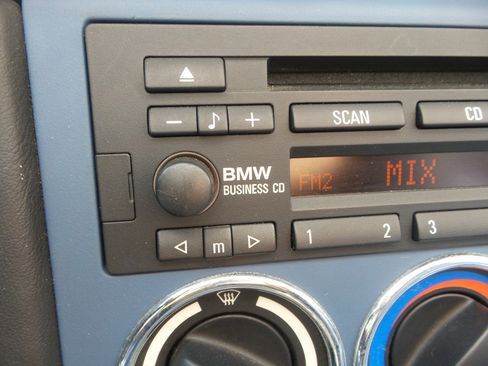 − ♪ +
SCAN
CD
BMW
BUSINESS CD
FM2 MIX
m
1 2 3